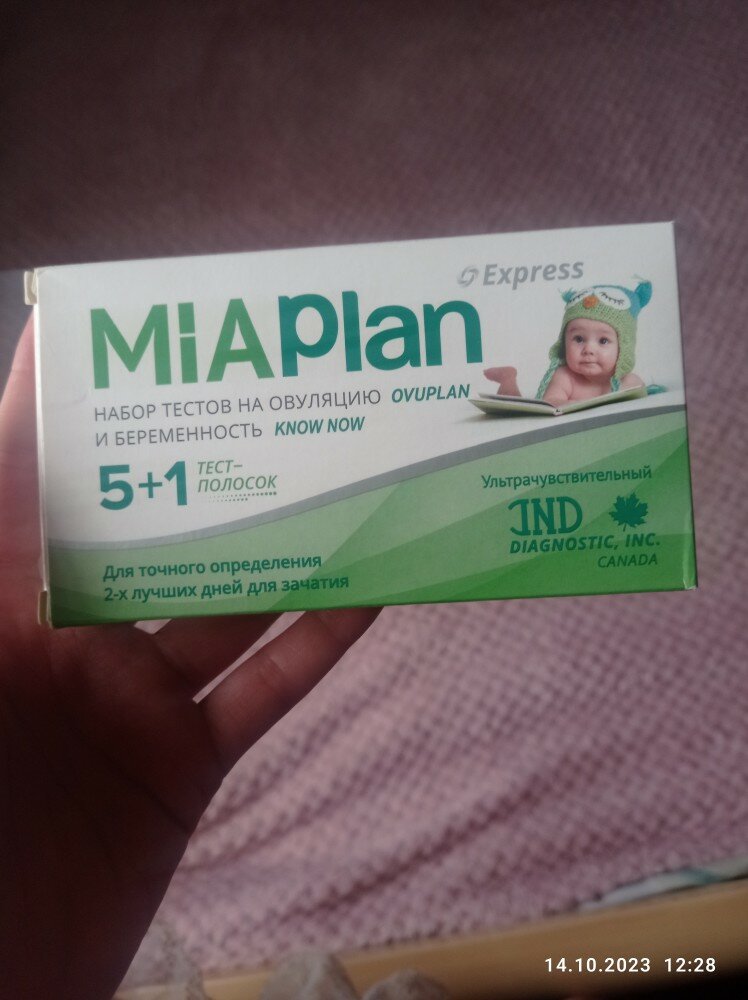 Express
MiAPlan
НАБОР ТЕСТОВ НА ОВУЛЯЦИЮ OVUPLAN
И БЕРЕМЕННОСТЬ KNOW NOW
5+1 ТЕСТ-
ПОЛОСОК
Ультрачувствительный
IND
DIAGNOSTIC, INC.
CANADA
Для точного определения
2-х лучших дней для зачатия
14.10.2023 12:28